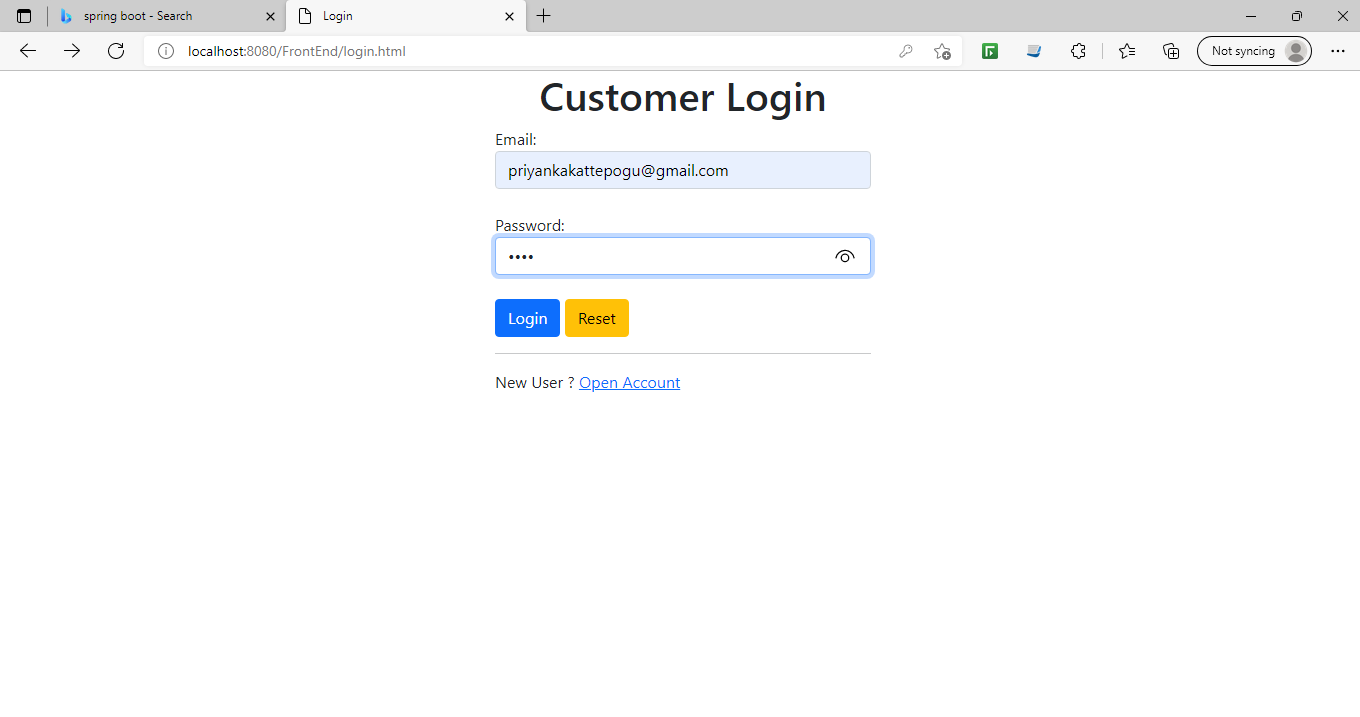 spring boot - Search
Login
localhost:8080/FrontEnd/login.html
Not syncing
Customer Login
Email:
priyankakattepogu@gmail.com
Password:
••••
Login Reset
New User ? Open Account